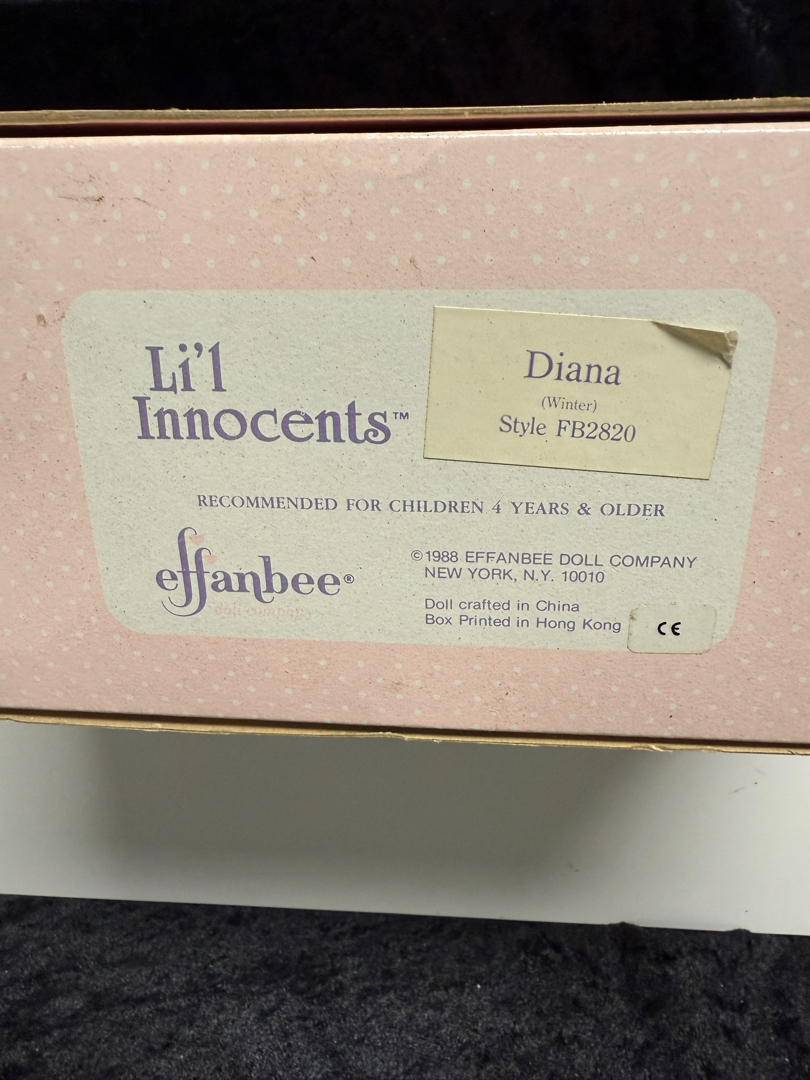 Li'l
Innocents™
Diana
(Winter)
Style FB2820
RECOMMENDED FOR CHILDREN 4 YEARS & OLDER
effanbee®
doll company
©1988 EFFANBEE DOLL COMPANY
NEW YORK, N.Y. 10010
Doll crafted in China
Box Printed in Hong Kong
CE